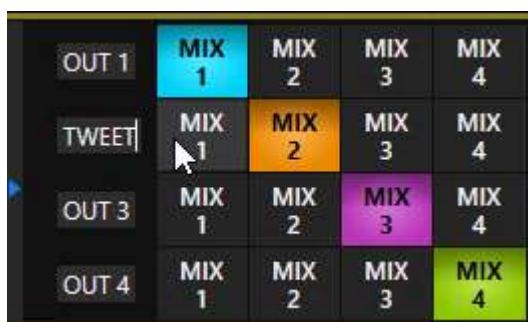 OUT 1 MIX 1 MIX 2 MIX 3 MIX 4
TWEET MIX 1 MIX 2 MIX 3 MIX 4
OUT 3 MIX 1 MIX 2 MIX 3 MIX 4
OUT 4 MIX 1 MIX 2 MIX 3 MIX 4